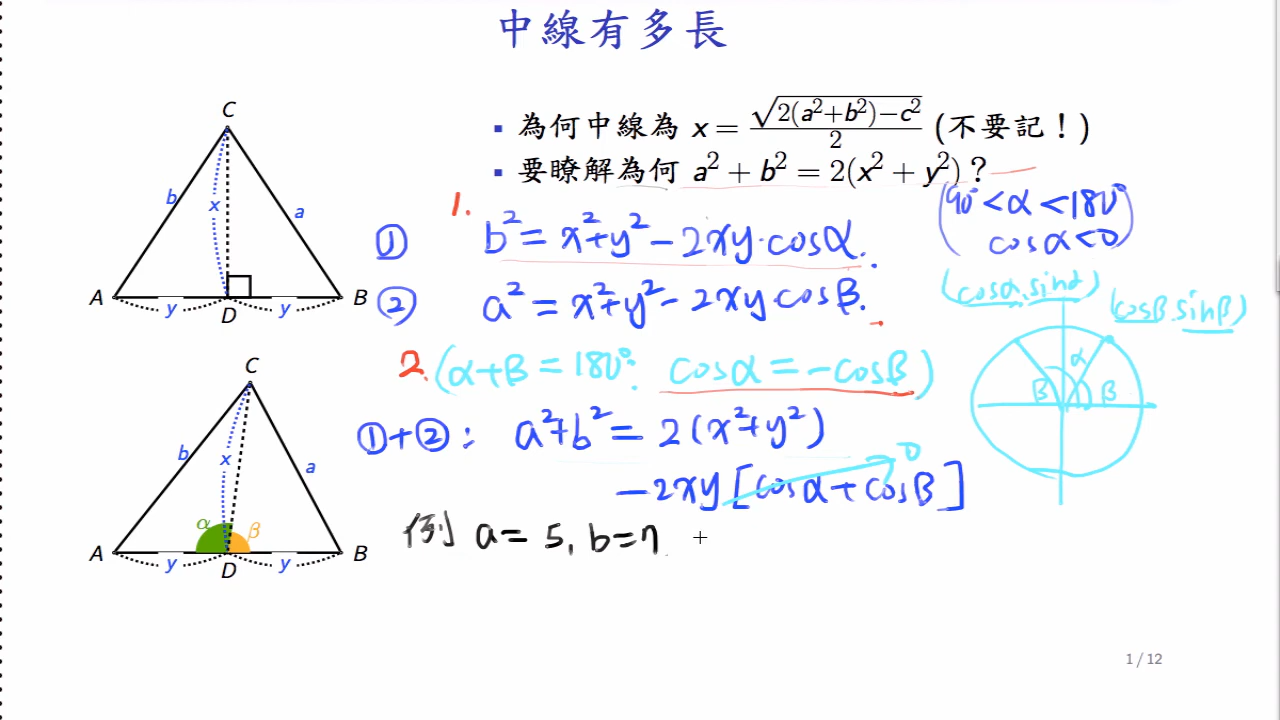 中線有多長
▪ 為何中線為 x = √2(a²+b²)−c² / 2 (不要記！)
▪ 要瞭解為何 a² + b² = 2(x² + y²)？
1.
① b² = x²+y² − 2xy·cosα.
② a² = x²+y² − 2xy cosβ.
(90° < α < 180°
cosα < 0)
(cosα, sinα)
(cosβ, sinβ)
α
β
β
2. (α+β = 180°: cosα = −cosβ)
①+②: a²+b² = 2(x²+y²)
−2xy[cosα + cosβ] 0
例 a = 5, b = 7
C
b
x
a
A
y
D
y
B
C
b
x
a
α
β
A
y
D
y
B
1 / 12